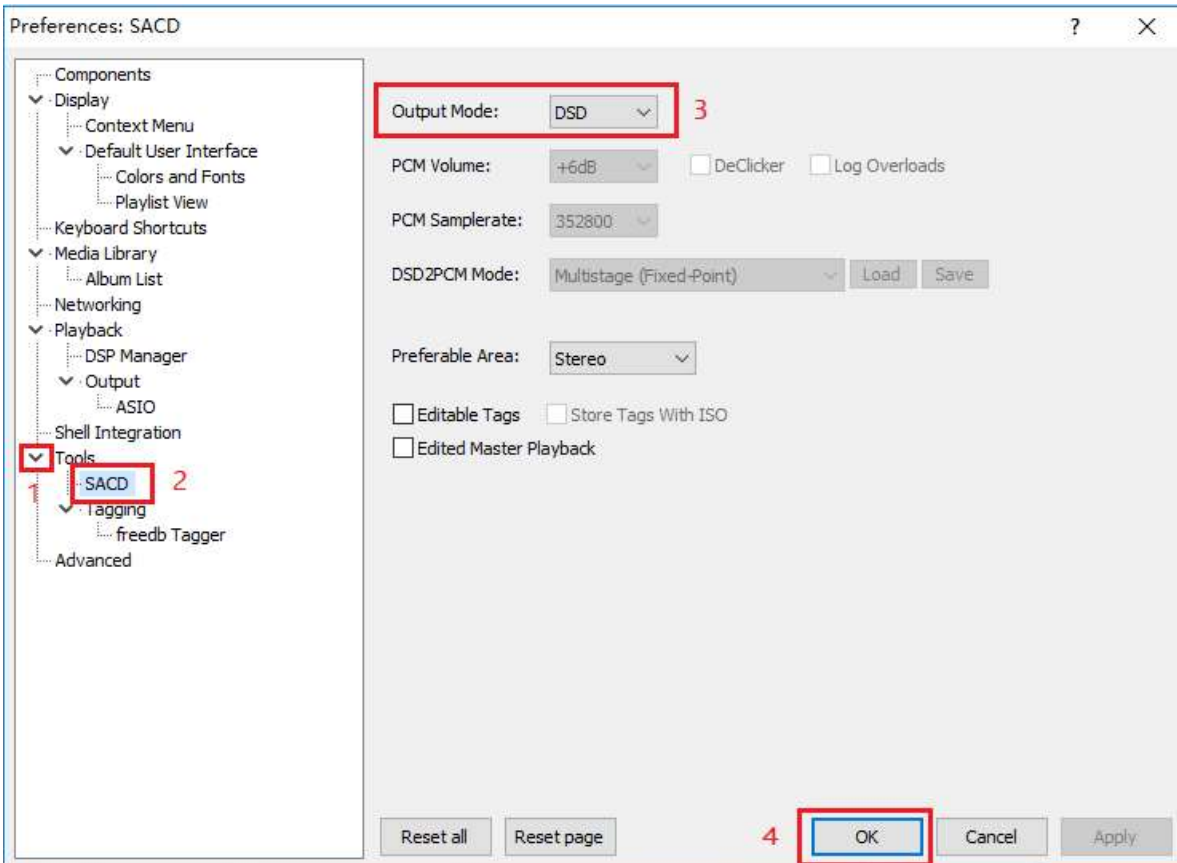 Preferences: SACD ? ×
Components
Display
Context Menu
Default User Interface
Colors and Fonts
Playlist View
Keyboard Shortcuts
Media Library
Album List
Networking
Playback
DSP Manager
Output
ASIO
Shell Integration
Tools
1
SACD 2
Tagging
freedb Tagger
Advanced
Output Mode: DSD 3
PCM Volume: +6dB DeClicker Log Overloads
PCM Samplerate: 352800
DSD2PCM Mode: Multistage (Fixed-Point) Load Save
Preferable Area: Stereo
Editable Tags Store Tags With ISO
Edited Master Playback
Reset all Reset page 4 OK Cancel Apply